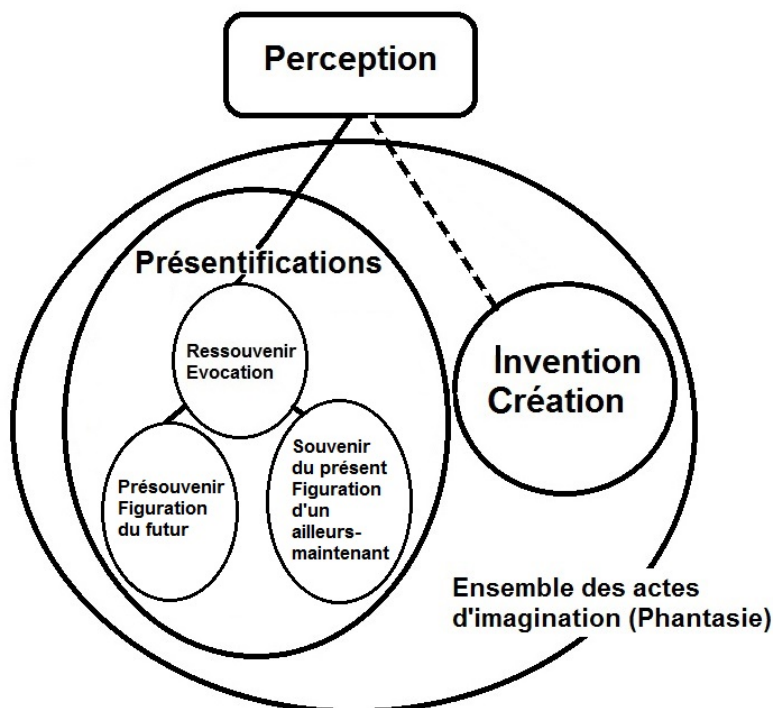 Perception
Présentifications
Ressouvenir
Evocation
Invention
Création
Présouvenir
Figuration
du futur
Souvenir
du présent
Figuration
d'un
ailleurs-
maintenant
Ensemble des actes
d'imagination (Phantasie)